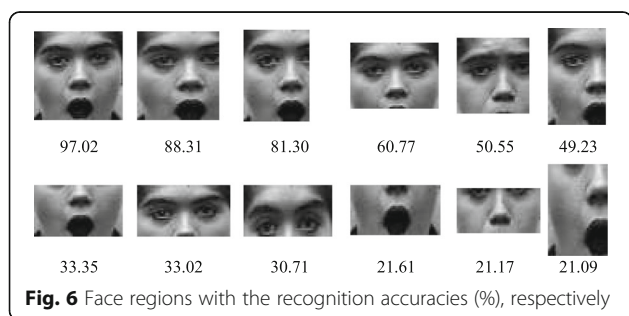 97.02 88.31 81.30 60.77 50.55 49.23
33.35 33.02 30.71 21.61 21.17 21.09
Fig. 6 Face regions with the recognition accuracies (%), respectively